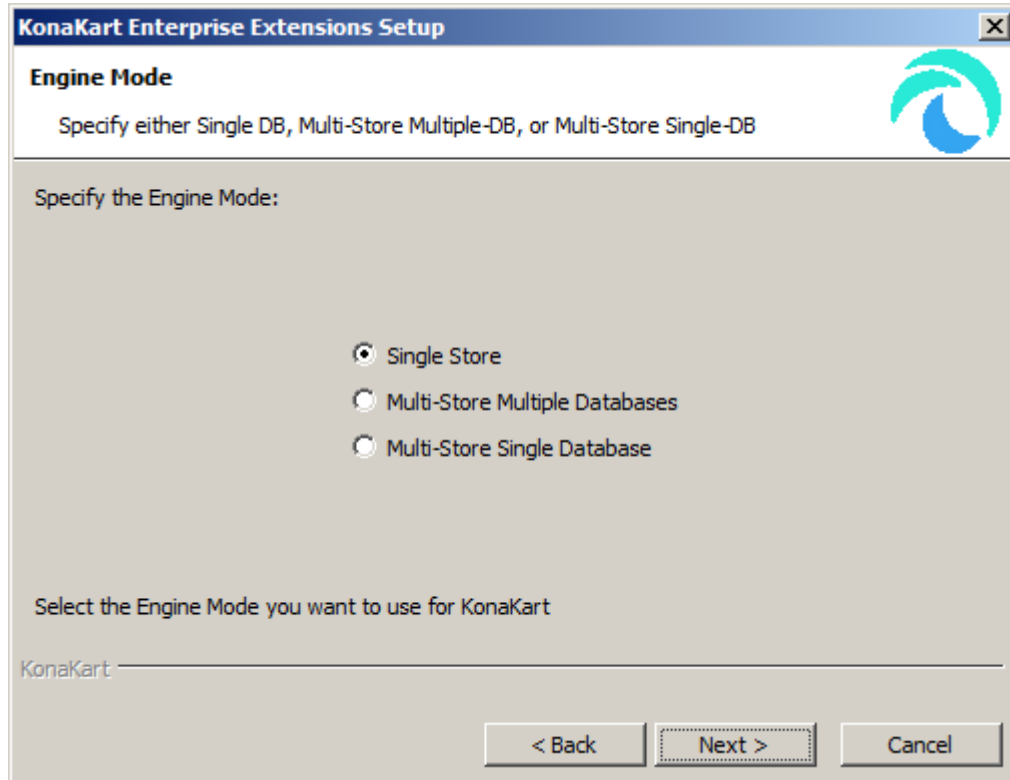 KonaKart Enterprise Extensions Setup
Engine Mode
Specify either Single DB, Multi-Store Multiple-DB, or Multi-Store Single-DB
Specify the Engine Mode:
Single Store
Multi-Store Multiple Databases
Multi-Store Single Database
Select the Engine Mode you want to use for KonaKart
KonaKart
< Back
Next >
Cancel